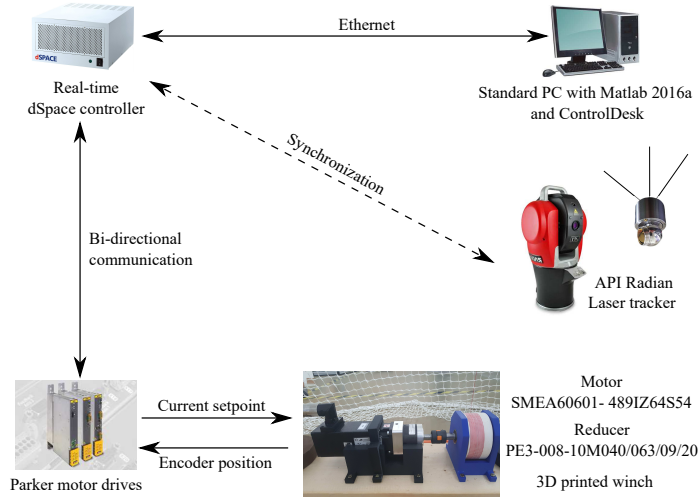 Ethernet
dSPACE
Real-time
dSpace controller
Standard PC with Matlab 2016a
and ControlDesk
Synchronization
Bi-directional
communication
API Radian
Laser tracker
Motor
SMEA60601- 489IZ64S54
Current setpoint
Reducer
PE3-008-10M040/063/09/20
Encoder position
3D printed winch
Parker motor drives